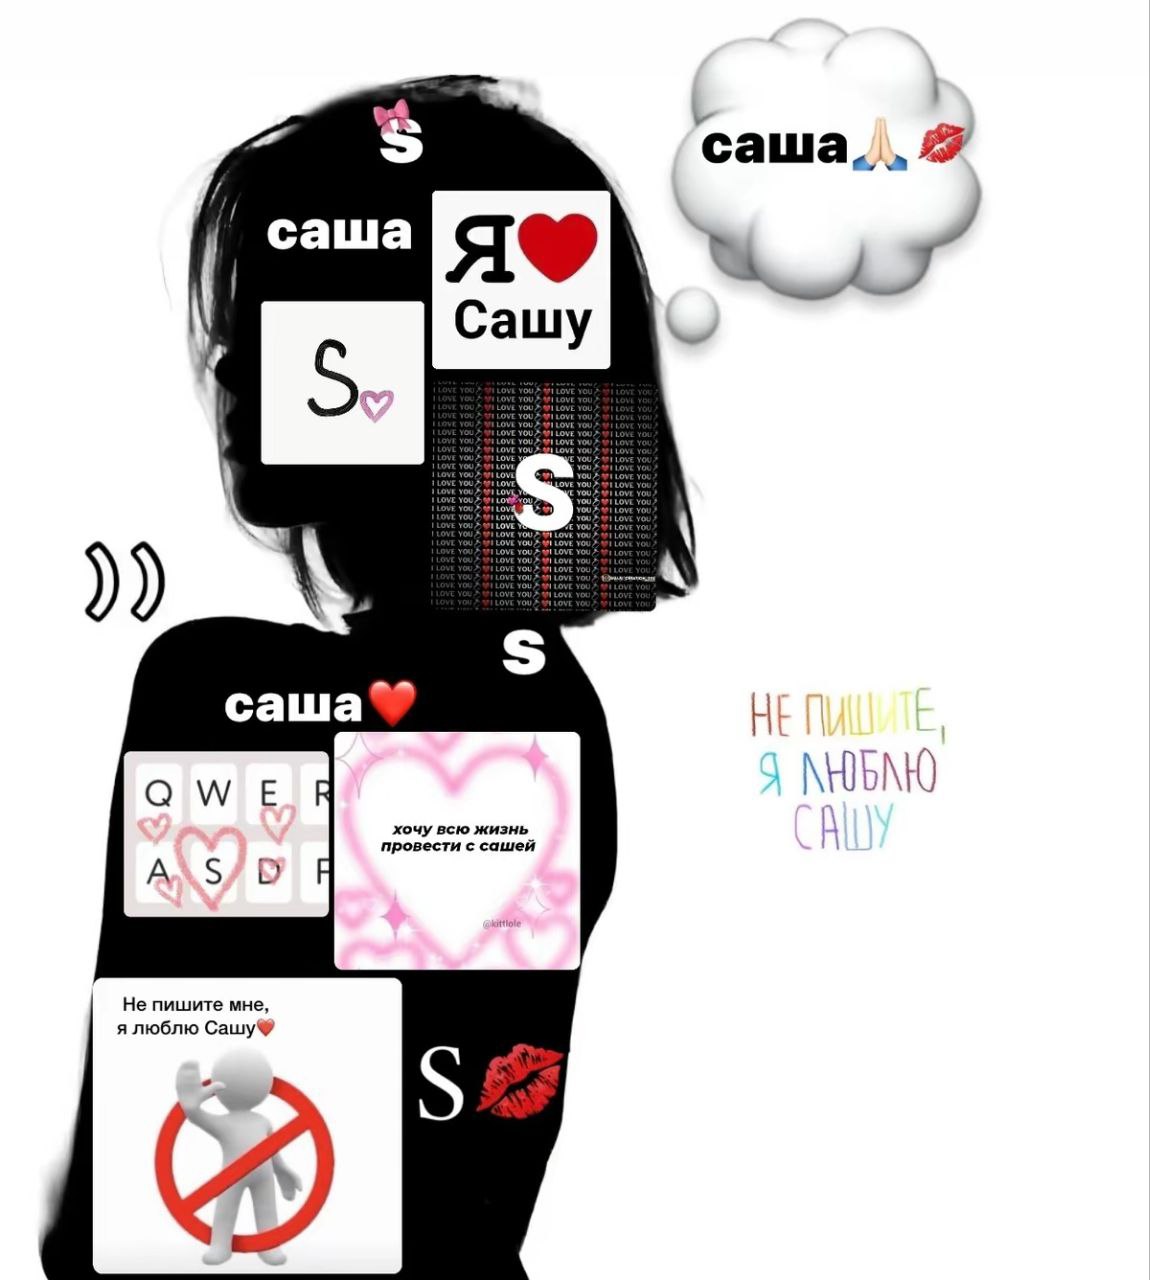 S
саша🙏🏻💋
саша
Я❤️
Сашу
S
I LOVE YOU I LOVE YOU I LOVE YOU I LOVE YOU
S
))
S
саша❤️
НЕ ПИШИТЕ,
Я ЛЮБЛЮ
САШУ
Q W E R
A S D F
хочу всю жизнь
провести с сашей
@kittlole
Не пишите мне,
я люблю Сашу❤️
S💋